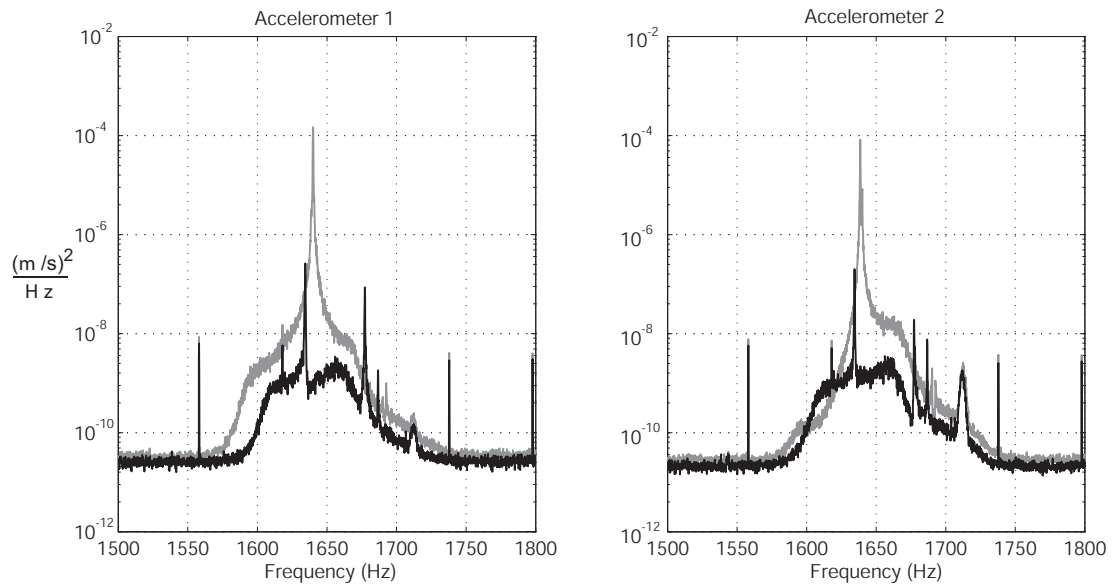 Accelerometer 1
10^-2
10^-4
10^-6
10^-8
10^-10
10^-12
(m /s)^2
H z
1500 1550 1600 1650 1700 1750 1800
Frequency (Hz)
Accelerometer 2
10^-2
10^-4
10^-6
10^-8
10^-10
10^-12
1500 1550 1600 1650 1700 1750 1800
Frequency (Hz)